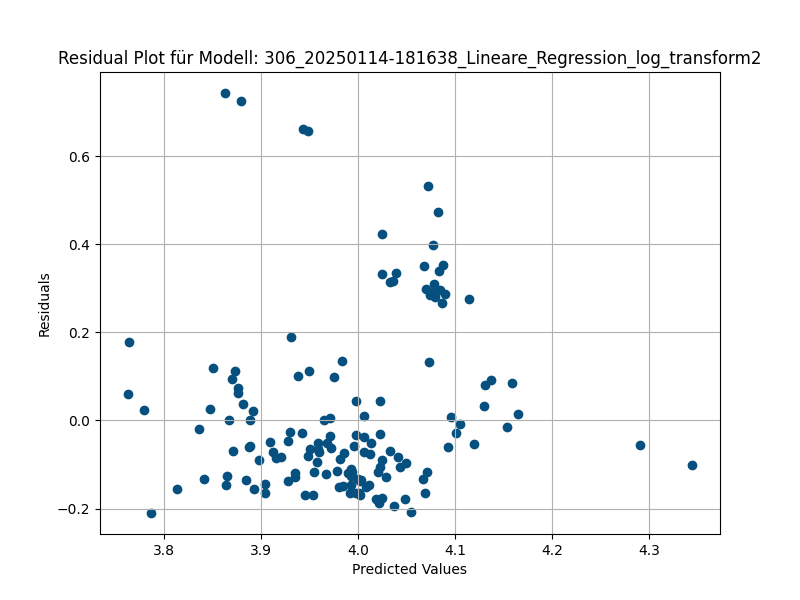 Residual Plot für Modell: 306_20250114-181638_Lineare_Regression_log_transform2
Residuals
0.6
0.4
0.2
0.0
−0.2
3.8 3.9 4.0 4.1 4.2 4.3
Predicted Values